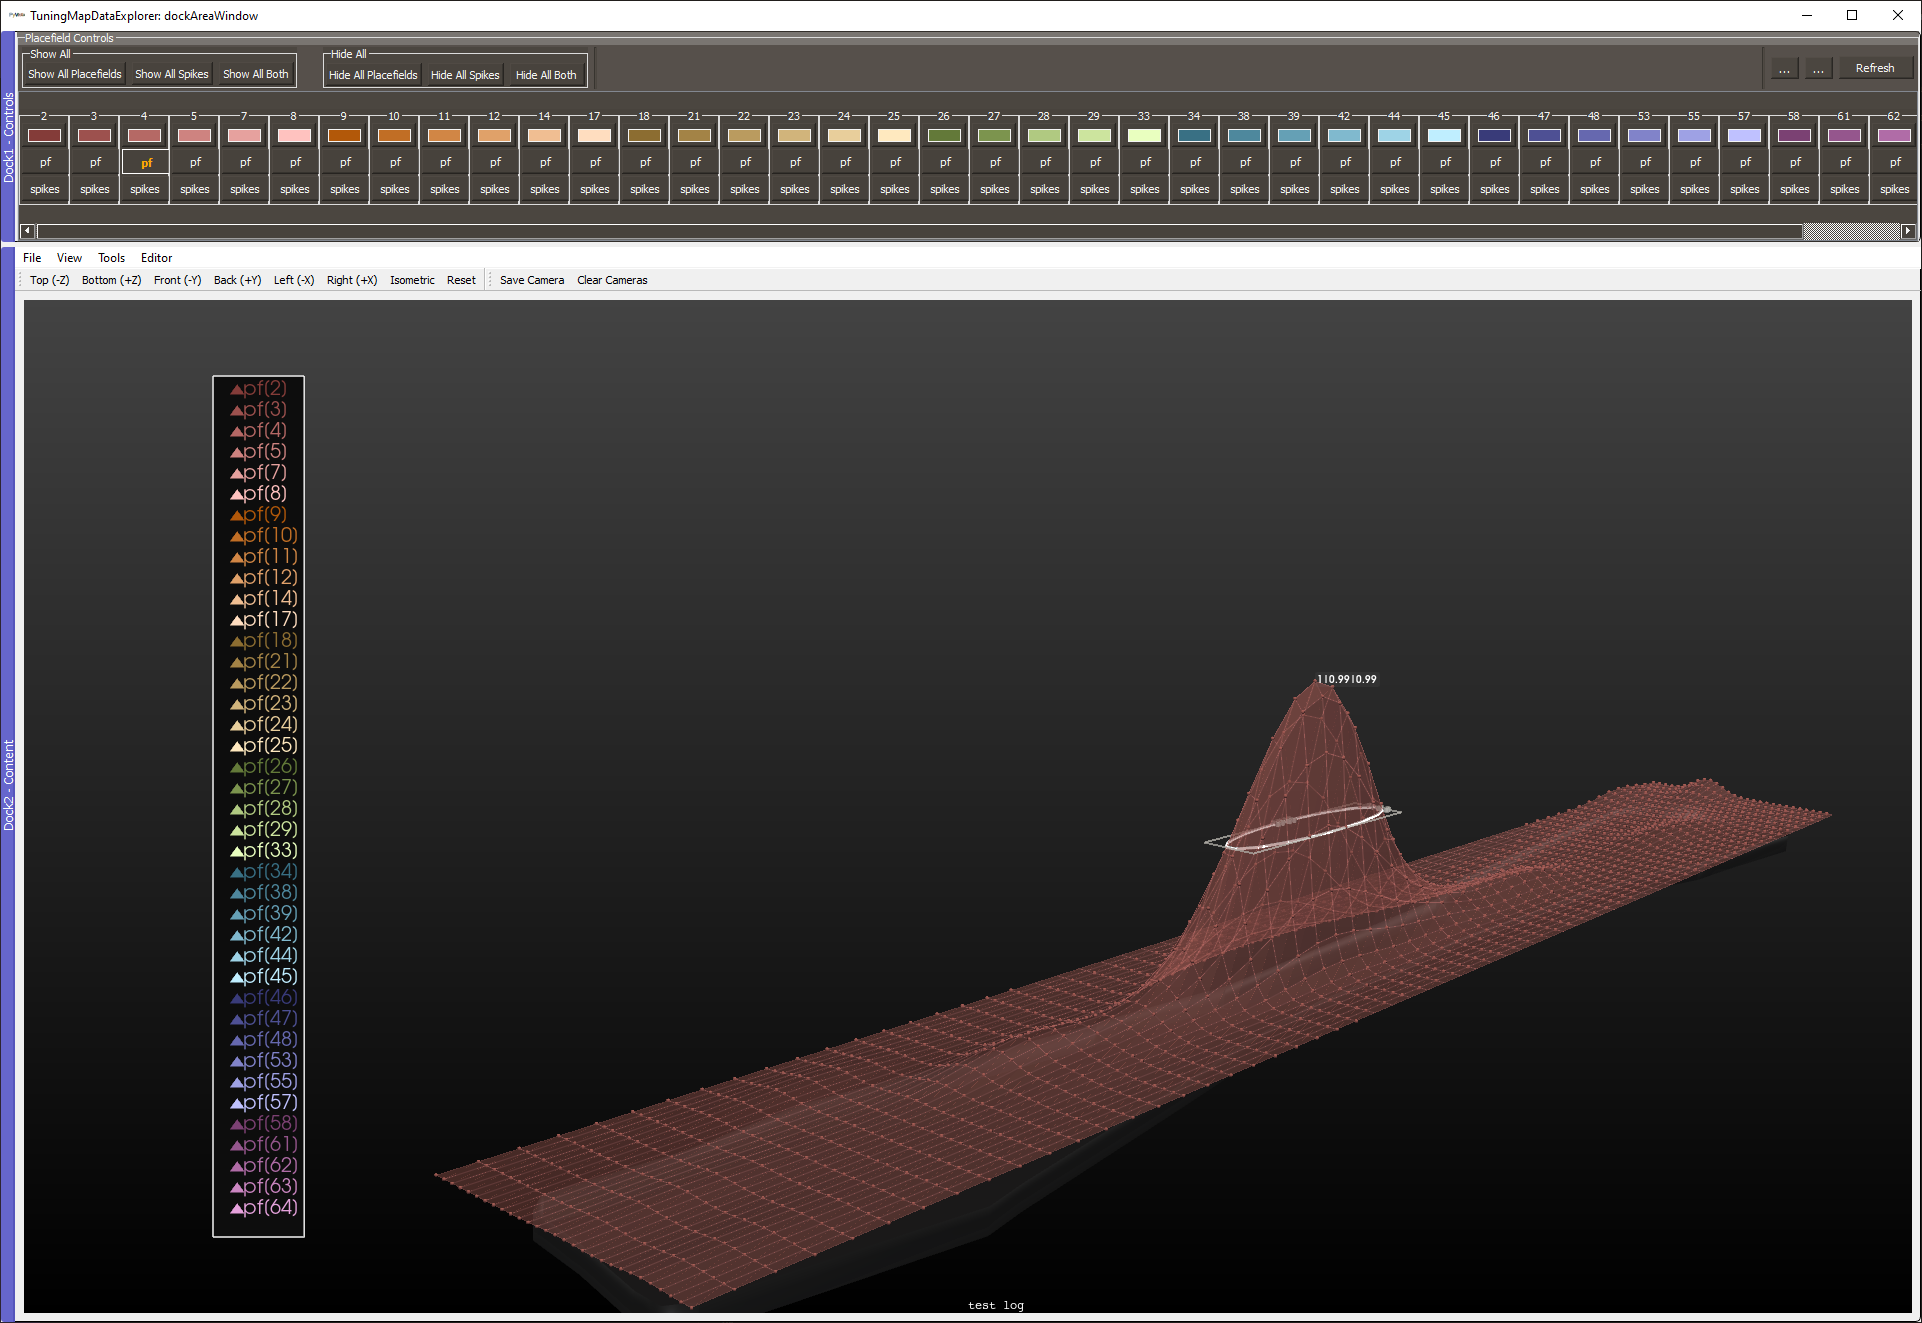 TuningMapDataExplorer: dockAreaWindow
Placefield Controls
Show All
Hide All
Show All Placefields Show All Spikes Show All Both
Hide All Placefields Hide All Spikes Hide All Both
... ... Refresh
Dock1 - Controls
2 3 4 5 7 8 9 10 11 12 14 17 18 21 22 23 24 25 26 27 28 29 33 34 38 39 42 44 45 46 47 48 53 55 57 58 61 62
pf pf pf pf pf pf pf pf pf pf pf pf pf pf pf pf pf pf pf pf pf pf pf pf pf pf pf pf pf pf pf pf pf pf pf pf pf pf
spikes spikes spikes spikes spikes spikes spikes spikes spikes spikes spikes spikes spikes spikes spikes spikes spikes spikes spikes spikes spikes spikes spikes spikes spikes spikes spikes spikes spikes spikes spikes spikes spikes spikes spikes spikes spikes spikes
File View Tools Editor
Top (-Z) Bottom (+Z) Front (-Y) Back (+Y) Left (-X) Right (+X) Isometric Reset Save Camera Clear Cameras
Dock2 - Content
pf(2)
pf(3)
pf(4)
pf(5)
pf(7)
pf(8)
pf(9)
pf(10)
pf(11)
pf(12)
pf(14)
pf(17)
pf(18)
pf(21)
pf(22)
pf(23)
pf(24)
pf(25)
pf(26)
pf(27)
pf(28)
pf(29)
pf(33)
pf(34)
pf(38)
pf(39)
pf(42)
pf(44)
pf(45)
pf(46)
pf(47)
pf(48)
pf(53)
pf(55)
pf(57)
pf(58)
pf(61)
pf(62)
pf(63)
pf(64)
110.9910.99
test log